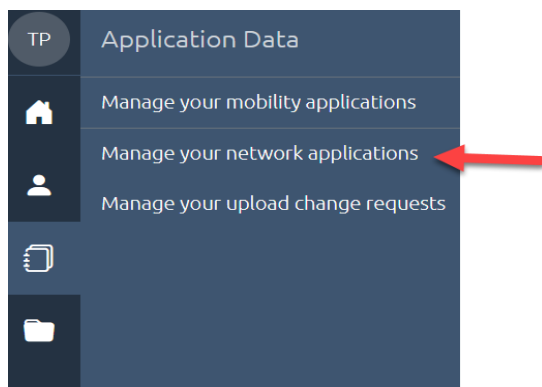 TP
Application Data
Manage your mobility applications
Manage your network applications
Manage your upload change requests